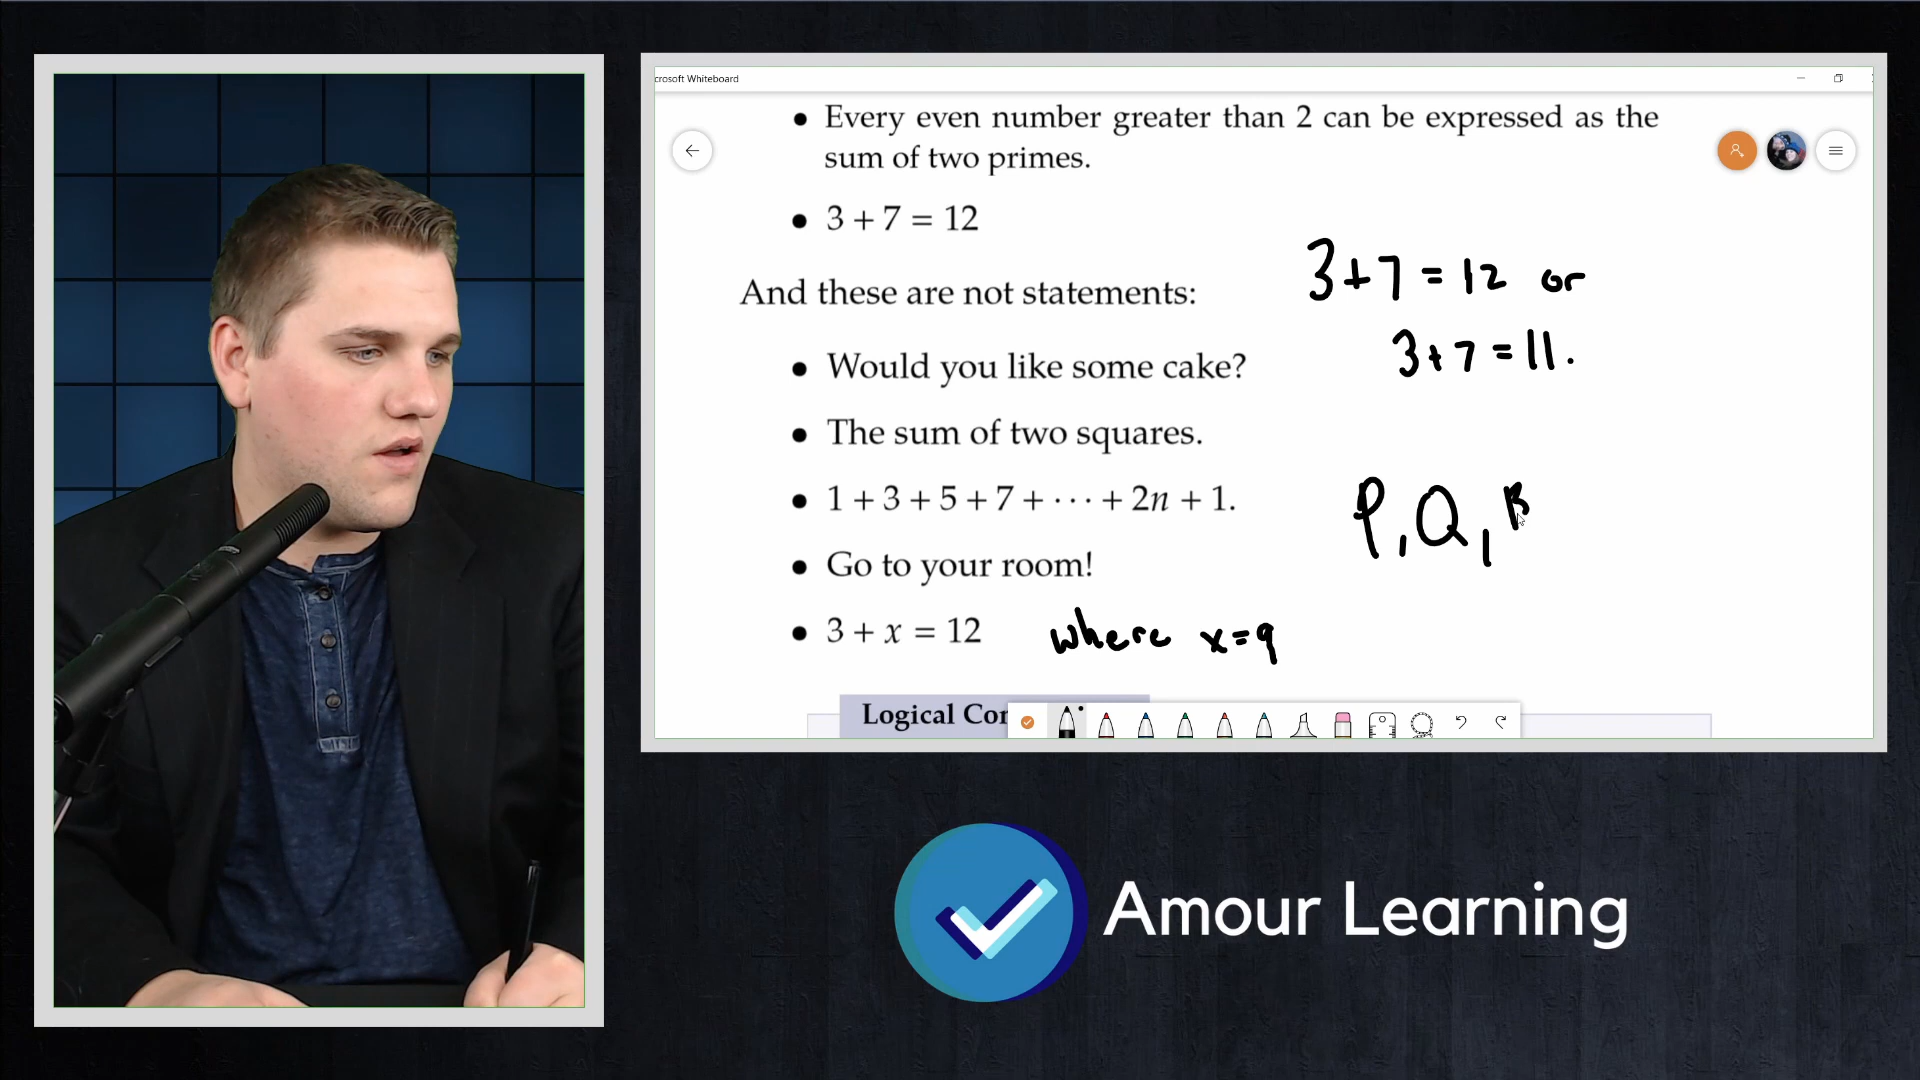 crosoft Whiteboard
• Every even number greater than 2 can be expressed as the
sum of two primes.
• 3 + 7 = 12
3+7 = 12 or
And these are not statements:
3+7 = 11.
• Would you like some cake?
• The sum of two squares.
• 1 + 3 + 5 + 7 + · · · + 2n + 1.
P, Q,
• Go to your room!
• 3 + x = 12 where x=9
Logical Con
Amour Learning